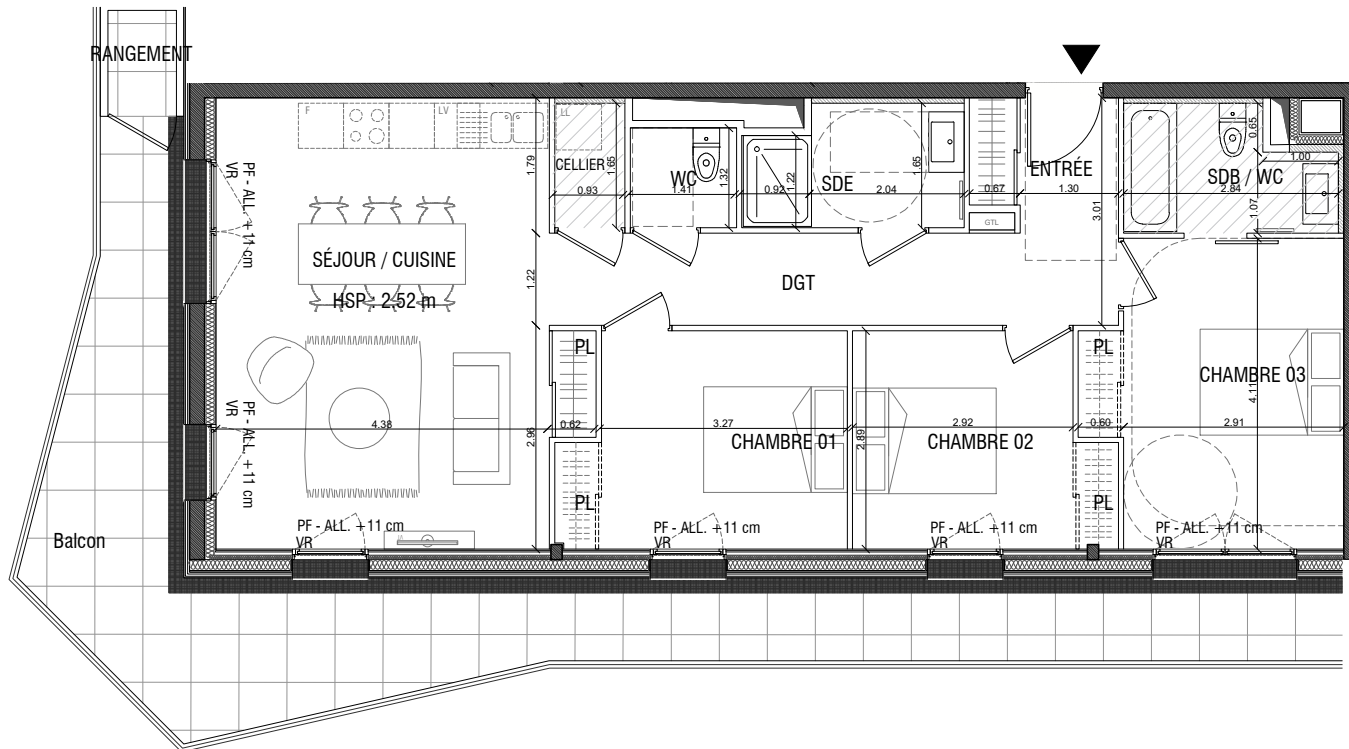 RANGEMENT
F
LV
LL
CELLIER
1.79
1.65
0.93
WC
1.41
1.32
0.92
1.22
SDE
2.04
1.65
0.67
GTL
ENTRÉE
1.30
3.01
0.65
1.00
SDB / WC
2.84
1.07
PF - ALL. +11 cm
VR
SÉJOUR / CUISINE
HSP : 2.52 m
1.22
DGT
PL
PL
CHAMBRE 03
4.11
PF - ALL. +11 cm
VR
4.38
2.96
0.62
3.27
CHAMBRE 01
2.89
2.92
CHAMBRE 02
0.60
2.91
PL
PL
Balcon
PF - ALL. +11 cm
VR
PF - ALL. +11 cm
VR
PF - ALL. +11 cm
VR
PF - ALL. +11 cm
VR